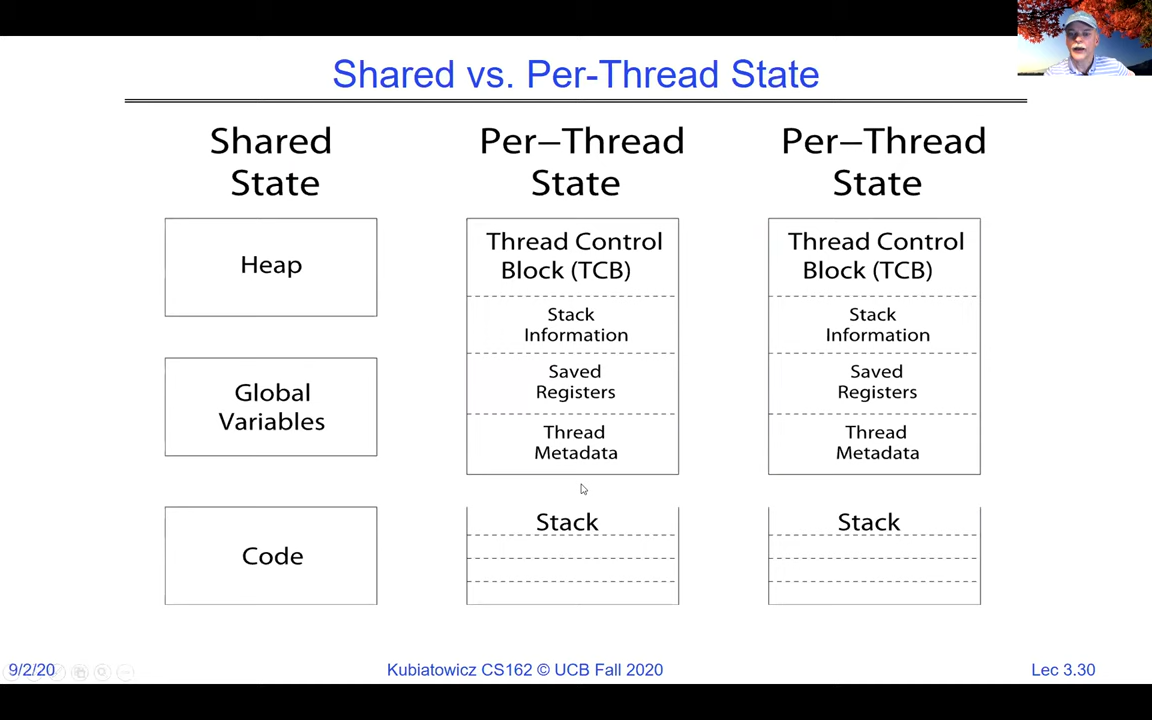 Shared vs. Per-Thread State
Shared
State
Heap
Global
Variables
Code
Per–Thread
State
Thread Control
Block (TCB)
Stack
Information
Saved
Registers
Thread
Metadata
Stack
Per–Thread
State
Thread Control
Block (TCB)
Stack
Information
Saved
Registers
Thread
Metadata
Stack
9/2/20
Kubiatowicz CS162 © UCB Fall 2020
Lec 3.30